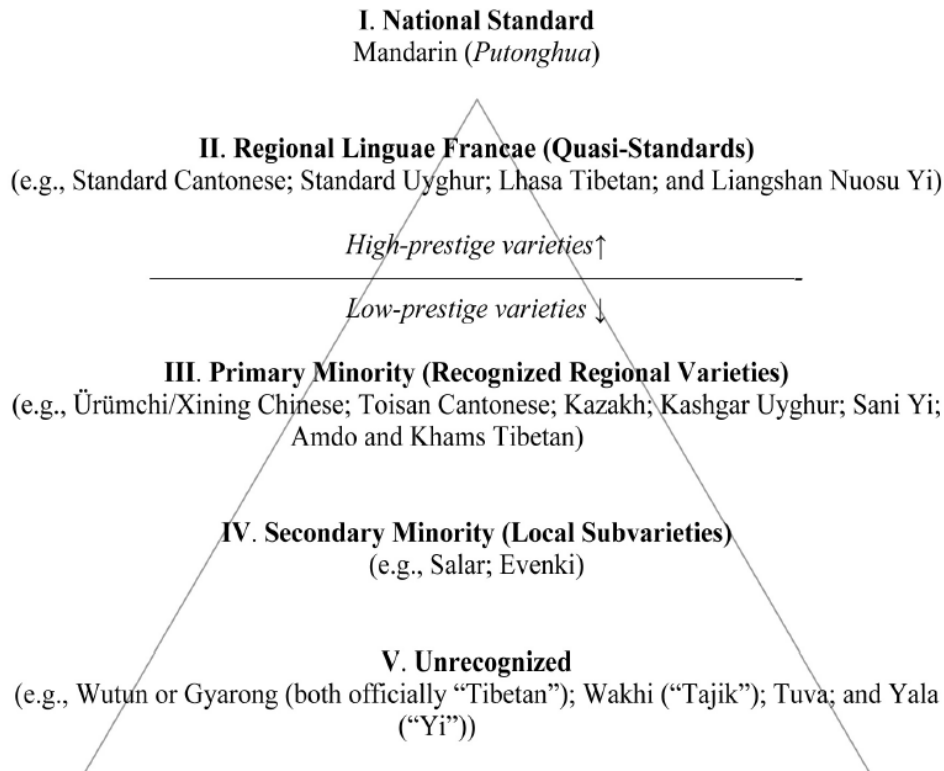 I. National Standard
Mandarin (Putonghua)
II. Regional Linguae Francae (Quasi-Standards)
(e.g., Standard Cantonese; Standard Uyghur; Lhasa Tibetan; and Liangshan Nuosu Yi)
High-prestige varieties↑
Low-prestige varieties ↓
III. Primary Minority (Recognized Regional Varieties)
(e.g., Ürümchi/Xining Chinese; Toisan Cantonese; Kazakh; Kashgar Uyghur; Sani Yi;
Amdo and Khams Tibetan)
IV. Secondary Minority (Local Subvarieties)
(e.g., Salar; Evenki)
V. Unrecognized
(e.g., Wutun or Gyarong (both officially “Tibetan”); Wakhi (“Tajik”); Tuva; and Yala
(“Yi”))